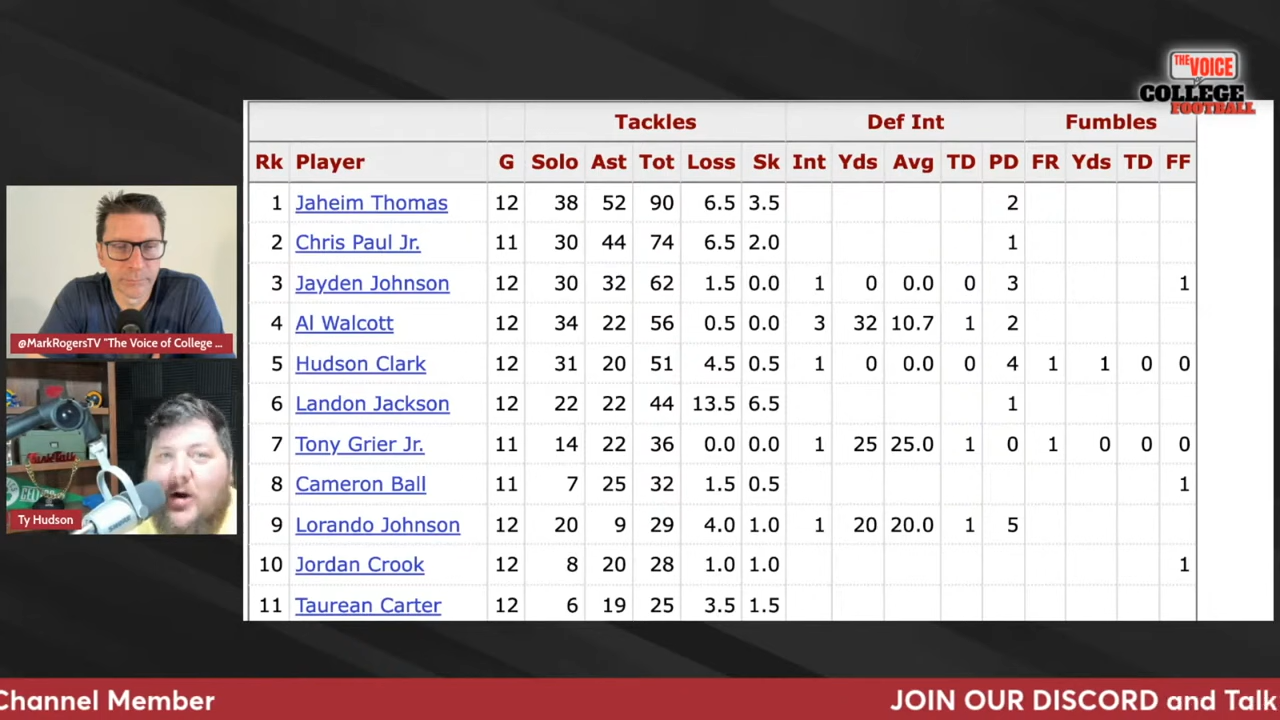 THE VOICE
OF
COLLEGE
FOOTBALL
Tackles Def Int Fumbles
Rk Player G Solo Ast Tot Loss Sk Int Yds Avg TD PD FR Yds TD FF
1 Jaheim Thomas 12 38 52 90 6.5 3.5 2
2 Chris Paul Jr. 11 30 44 74 6.5 2.0 1
3 Jayden Johnson 12 30 32 62 1.5 0.0 1 0 0.0 0 3 1
4 Al Walcott 12 34 22 56 0.5 0.0 3 32 10.7 1 2
5 Hudson Clark 12 31 20 51 4.5 0.5 1 0 0.0 0 4 1 1 0 0
6 Landon Jackson 12 22 22 44 13.5 6.5 1
7 Tony Grier Jr. 11 14 22 36 0.0 0.0 1 25 25.0 1 0 1 0 0 0
8 Cameron Ball 11 7 25 32 1.5 0.5 1
9 Lorando Johnson 12 20 9 29 4.0 1.0 1 20 20.0 1 5
10 Jordan Crook 12 8 20 28 1.0 1.0 1
11 Taurean Carter 12 6 19 25 3.5 1.5
@MarkRogersTV "The Voice of College ...
Ty Hudson
Channel Member JOIN OUR DISCORD and Talk